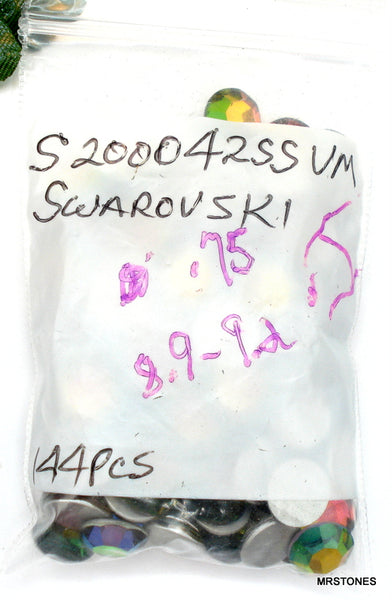 S200042SS VM
SWAROVSKI
.75
8.9-9.2
144PCS
MRSTONES